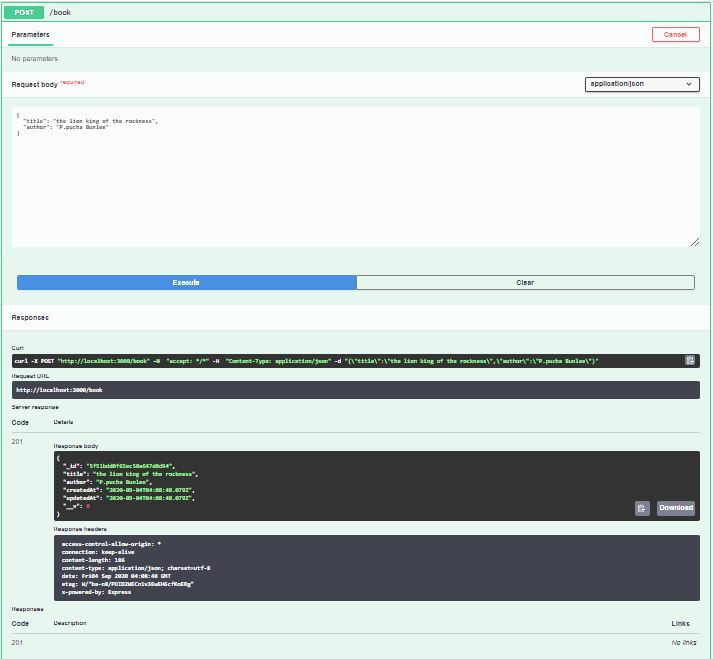 POST /book
Parameters Cancel
No parameters
Request body required application/json
{
"title": "the lion king of the rockness",
"author": "P.pucha Bunlee"
}
Execute Clear
Responses
Curl
curl -X POST "http://localhost:3000/book" -H "accept: */*" -H "Content-Type: application/json" -d "{\"title\":\"the lion king of the rockness\",\"author\":\"P.pucha Bunlee\"}"
Request URL
http://localhost:3000/book
Server response
Code Details
201
Response body
{
"_id":
"title": "the lion king of the rockness",
"author": "P.pucha Bunlee",
"createdAt": "2020-09-04T04:08:48.079Z",
"updatedAt": "2020-09-04T04:08:48.079Z",
"__v": 0
}
Download
Response headers
access-control-allow-origin: *
connection: keep-alive
content-length: 186
content-type: application/json; charset=utf-8
date: Fri04 Sep 2020 04:08:48 GMT
etag:
x-powered-by: Express
Responses
Code Description Links
201 No links